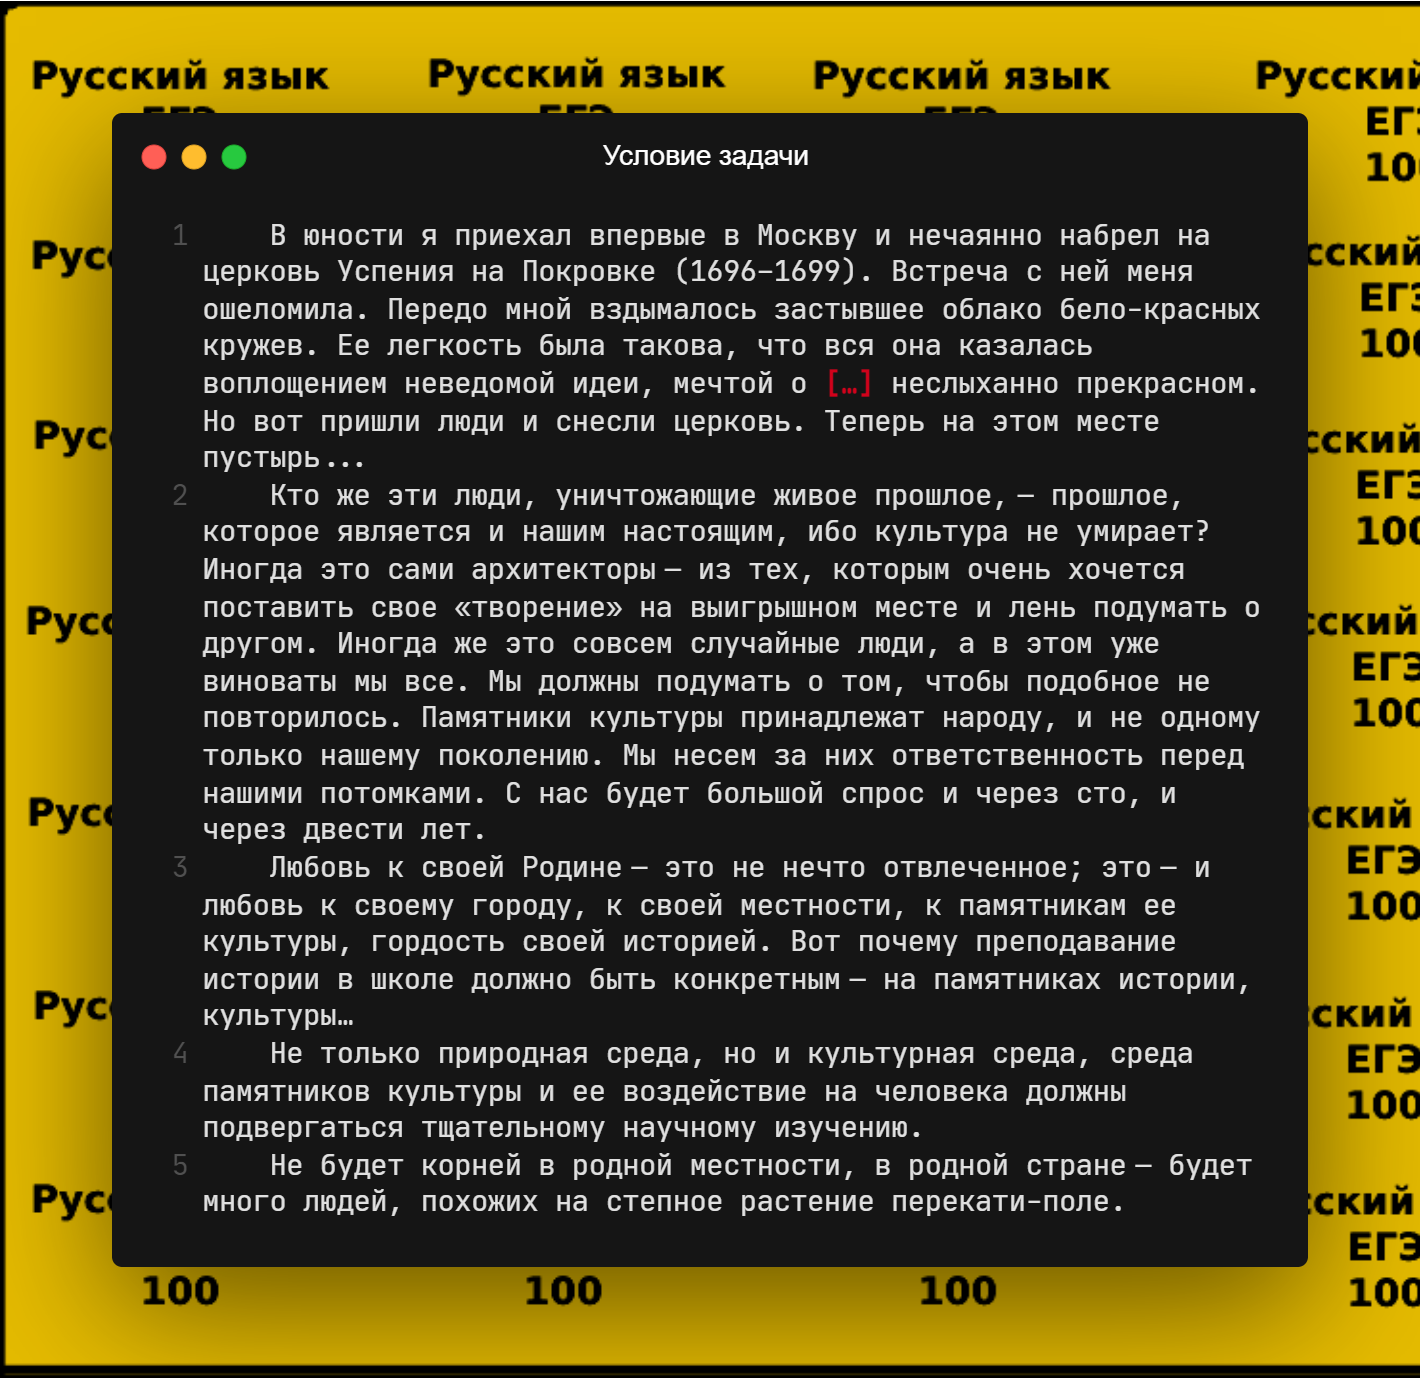 Русский язык Русский язык Русский язык Русский
ЕГЭ ЕГЭ ЕГЭ ЕГЭ
100
Условие задачи
1 В юности я приехал впервые в Москву и нечаянно набрел на
церковь Успения на Покровке (1696–1699). Встреча с ней меня
ошеломила. Передо мной вздымалось застывшее облако бело-красных
кружев. Ее легкость была такова, что вся она казалась
воплощением неведомой идеи, мечтой о […] неслыханно прекрасном.
Но вот пришли люди и снесли церковь. Теперь на этом месте
пустырь...
2 Кто же эти люди, уничтожающие живое прошлое, — прошлое,
которое является и нашим настоящим, ибо культура не умирает?
Иногда это сами архитекторы — из тех, которым очень хочется
поставить свое «творение» на выигрышном месте и лень подумать о
другом. Иногда же это совсем случайные люди, а в этом уже
виноваты мы все. Мы должны подумать о том, чтобы подобное не
повторилось. Памятники культуры принадлежат народу, и не одному
только нашему поколению. Мы несем за них ответственность перед
нашими потомками. С нас будет большой спрос и через сто, и
через двести лет.
3 Любовь к своей Родине — это не нечто отвлеченное; это — и
любовь к своему городу, к своей местности, к памятникам ее
культуры, гордость своей историей. Вот почему преподавание
истории в школе должно быть конкретным — на памятниках истории,
культуры…
4 Не только природная среда, но и культурная среда, среда
памятников культуры и ее воздействие на человека должны
подвергаться тщательному научному изучению.
5 Не будет корней в родной местности, в родной стране — будет
много людей, похожих на степное растение перекати-поле.
100 100 100 100